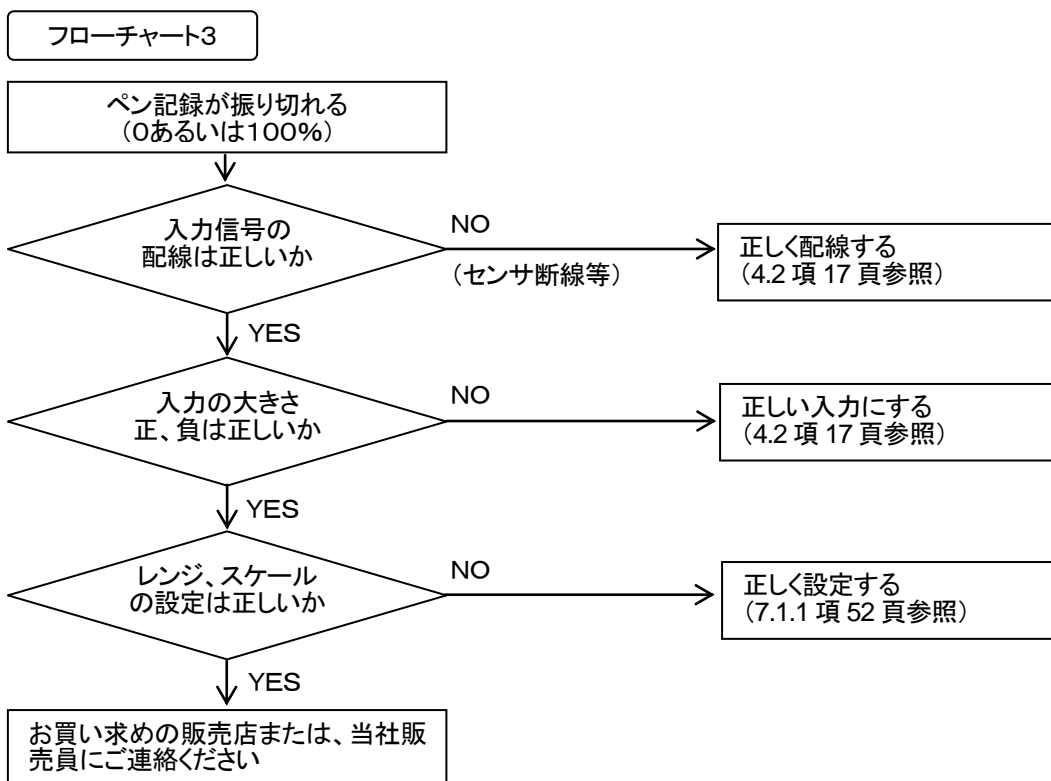 フローチャート3
ペン記録が振り切れる
（0あるいは100%）
入力信号の
配線は正しいか
NO
（センサ断線等）
正しく配線する
（4.2 項 17 頁参照）
YES
入力の大きさ
正、負は正しいか
NO
正しい入力にする
（4.2 項 17 頁参照）
YES
レンジ、スケール
の設定は正しいか
NO
正しく設定する
（7.1.1 項 52 頁参照）
YES
お買い求めの販売店または、当社販
売員にご連絡ください